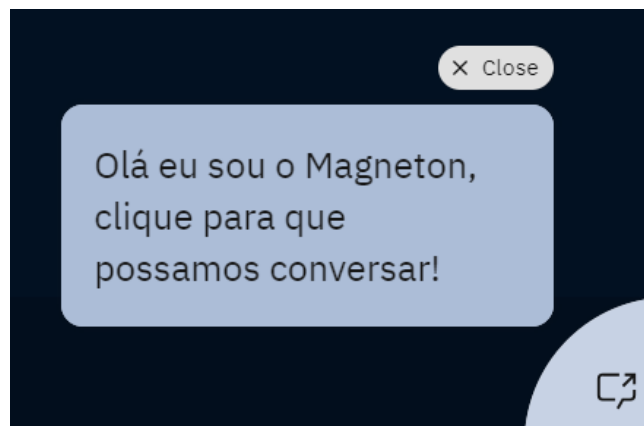 Close
Olá eu sou o Magneton,
clique para que
possamos conversar!